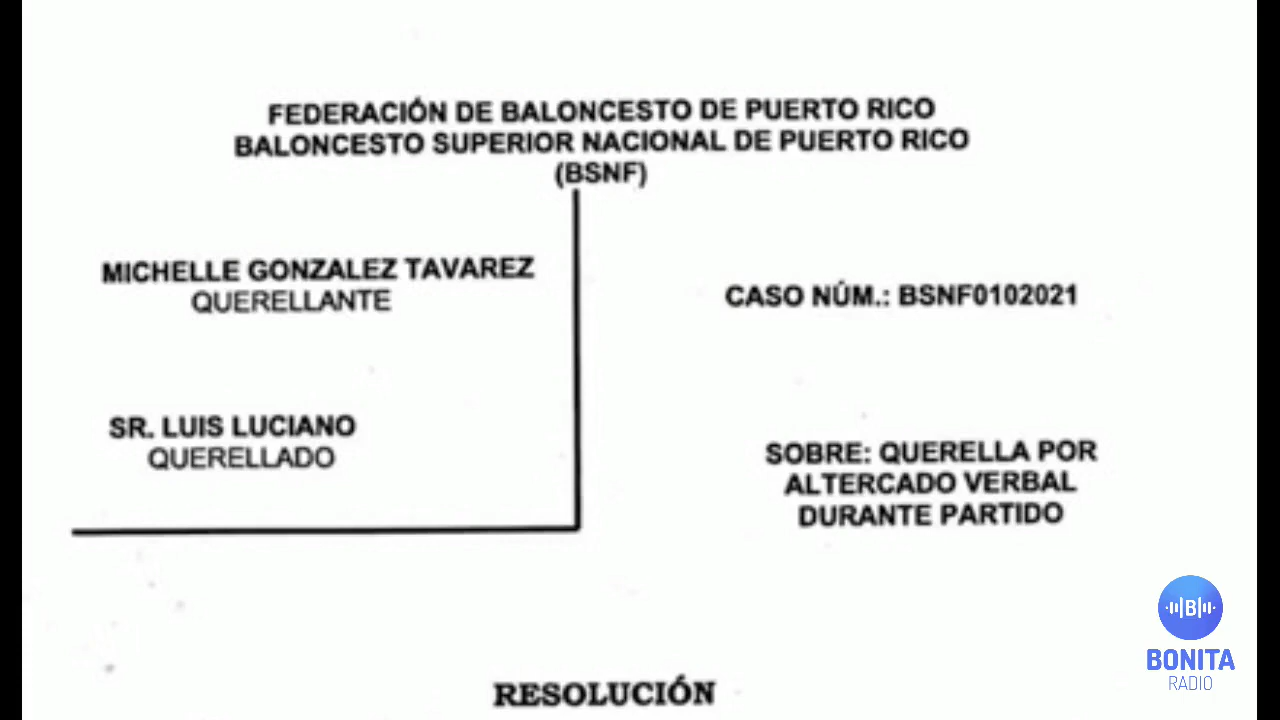 FEDERACIÓN DE BALONCESTO DE PUERTO RICO
BALONCESTO SUPERIOR NACIONAL DE PUERTO RICO
(BSNF)
MICHELLE GONZALEZ TAVAREZ
QUERELLANTE
CASO NÚM.: BSNF0102021
SR. LUIS LUCIANO
QUERELLADO
SOBRE: QUERELLA POR
ALTERCADO VERBAL
DURANTE PARTIDO
RESOLUCIÓN
B
BONITA
RADIO